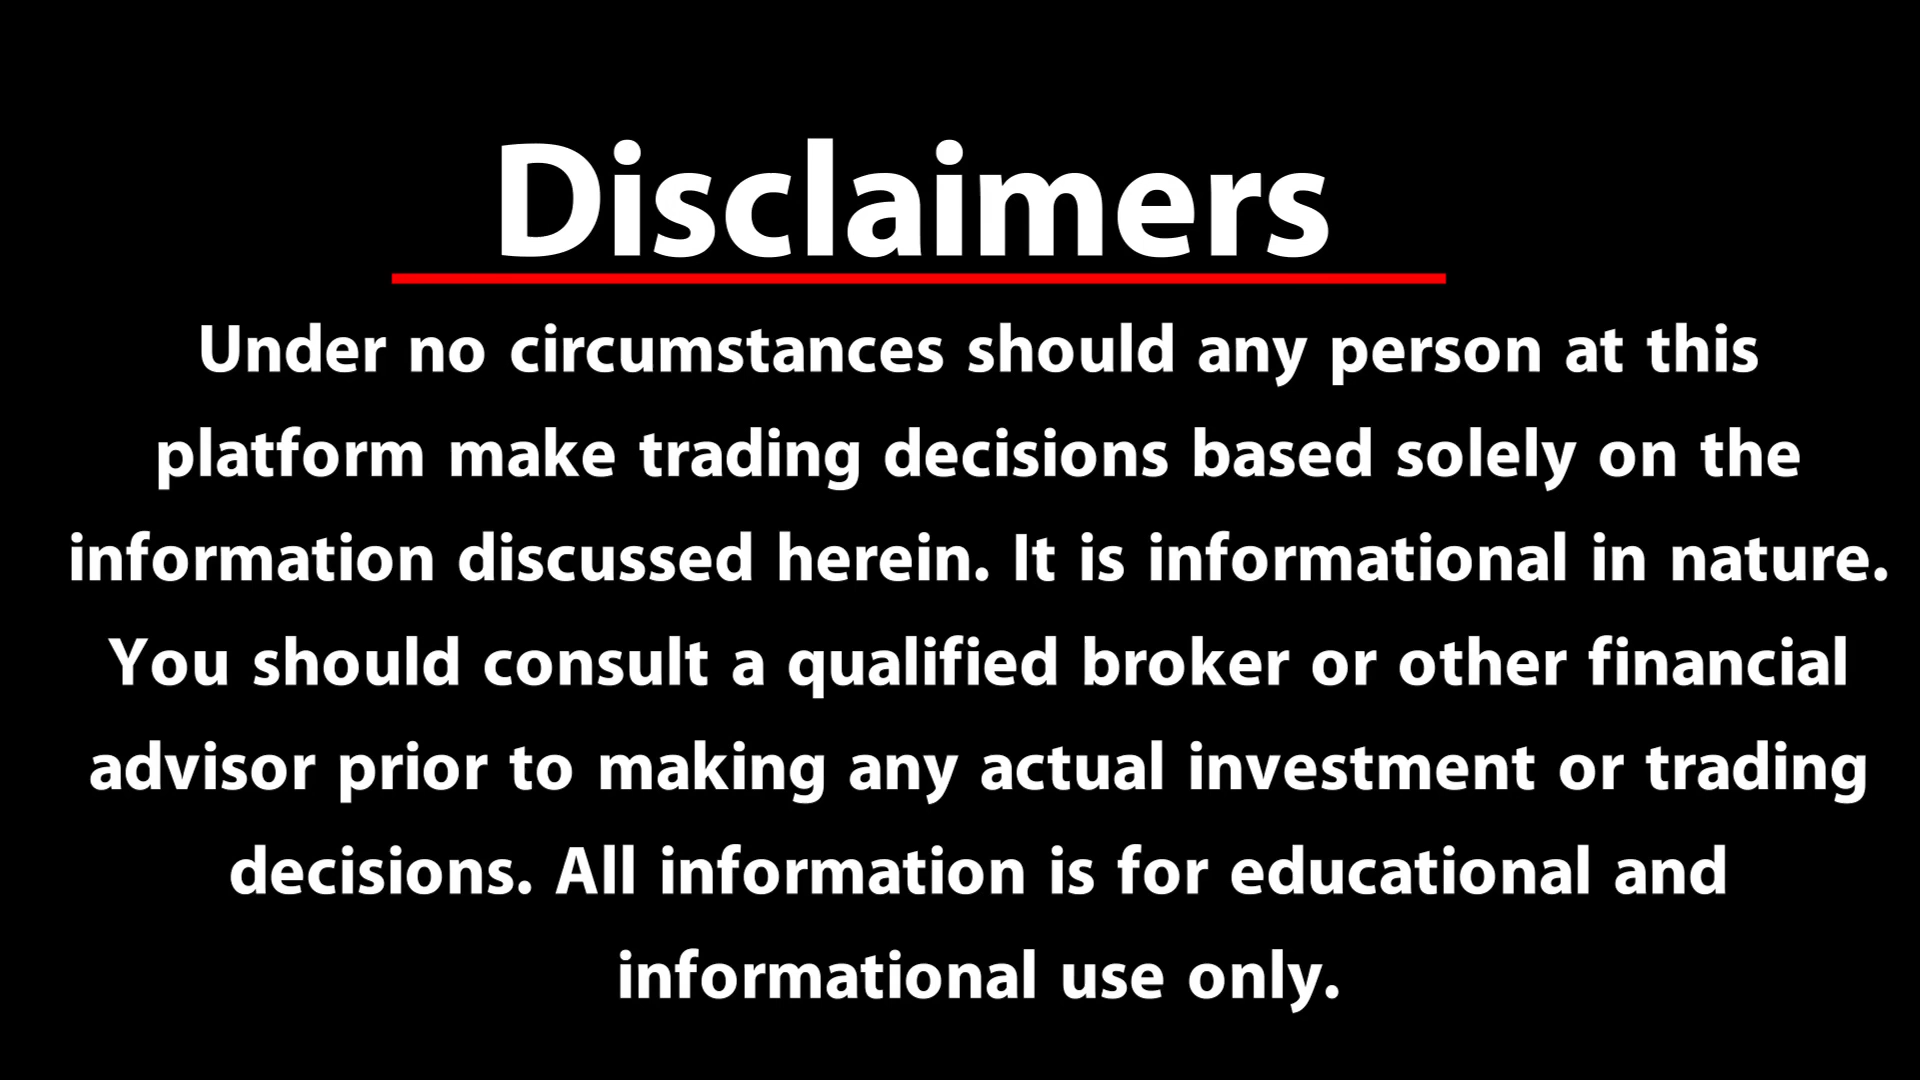 Disclaimers
Under no circumstances should any person at this
platform make trading decisions based solely on the
information discussed herein. It is informational in nature.
You should consult a qualified broker or other financial
advisor prior to making any actual investment or trading
decisions. All information is for educational and
informational use only.